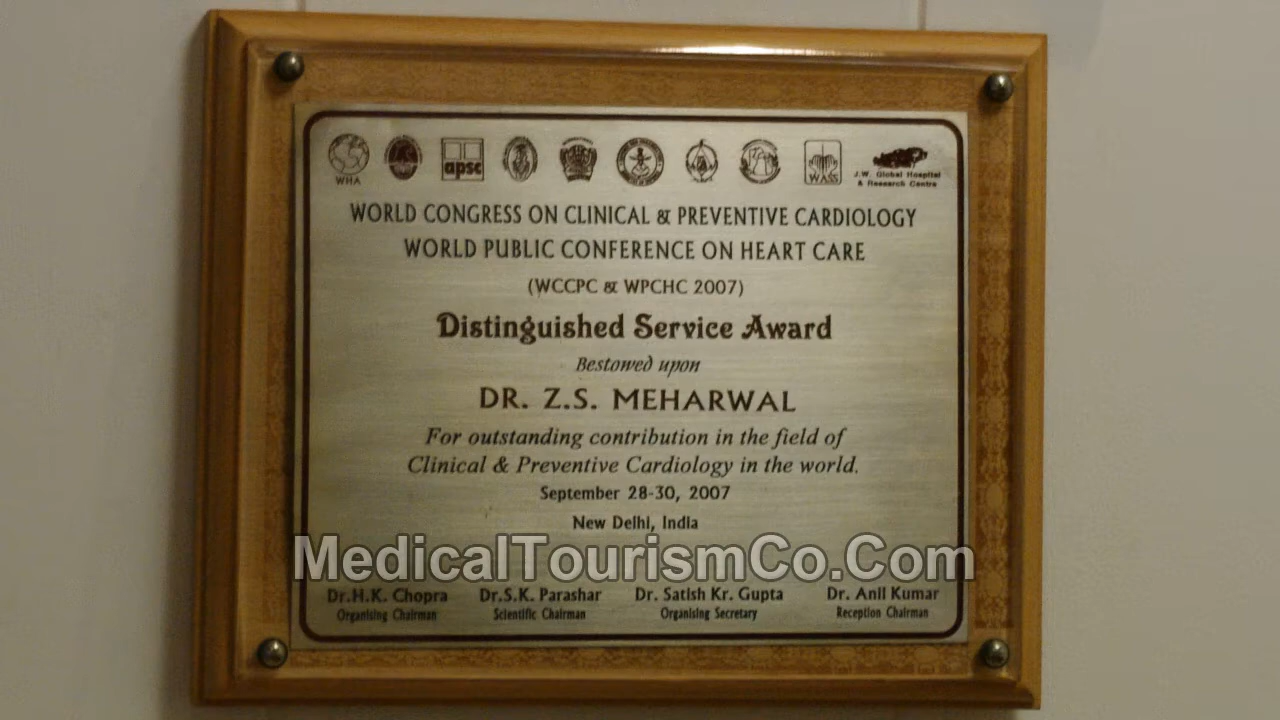 WHA
apsc
WASS
J.W. Global Hospital
& Research Centre
WORLD CONGRESS ON CLINICAL & PREVENTIVE CARDIOLOGY
WORLD PUBLIC CONFERENCE ON HEART CARE
(WCCPC & WPCHC 2007)
Distinguished Service Award
Bestowed upon
DR. Z.S. MEHARWAL
For outstanding contribution in the field of
Clinical & Preventive Cardiology in the world.
September 28-30, 2007
New Delhi, India
MedicalTourismCo.Com
Dr.H.K. Chopra Dr.S.K. Parashar Dr. Satish Kr. Gupta Dr. Anil Kumar
Organising Chairman Scientific Chairman Organising Secretary Reception Chairman